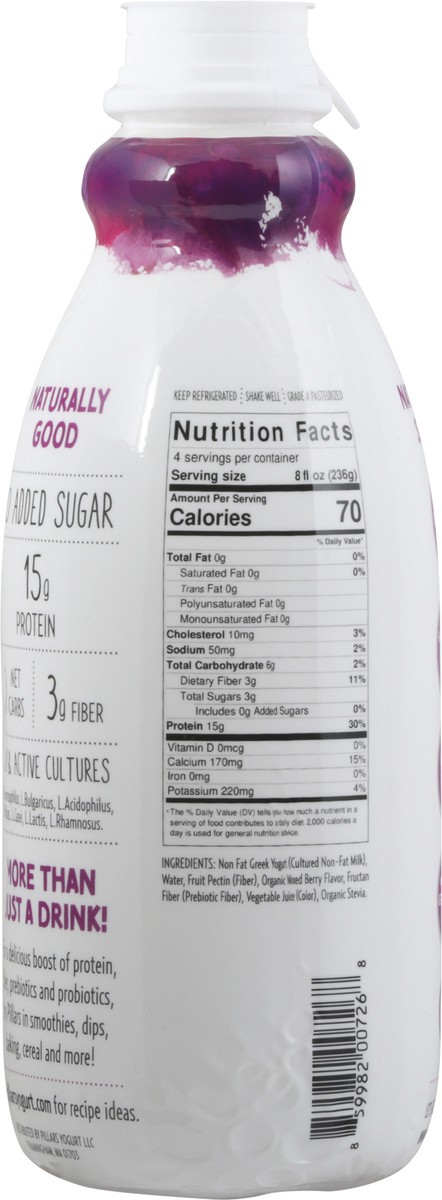 NATURALLY
GOOD
ADDED SUGAR
15g
PROTEIN
NET
CARBS
3g FIBER
& ACTIVE CULTURES
L.Bulgaricus, L.Acidophilus,
L.Lactis, L.Rhamnosus.
MORE THAN
JUST A DRINK!
delicious boost of protein,
prebiotics and probiotics,
Pillars in smoothies, dips,
baking, cereal and more!
for recipe ideas.
DISTRIBUTED BY PILLARS YOGURT LLC
FRAMINGHAM, MA 01703
KEEP REFRIGERATED SHAKE WELL GRADE A PASTEURIZED
Nutrition Facts
4 servings per container
Serving size 8 fl oz (236g)
Amount Per Serving
Calories 70
% Daily Value*
Total Fat 0g 0%
Saturated Fat 0g 0%
Trans Fat 0g
Polyunsaturated Fat 0g
Monounsaturated Fat 0g
Cholesterol 10mg 3%
Sodium 50mg 2%
Total Carbohydrate 6g 2%
Dietary Fiber 3g 11%
Total Sugars 3g
Includes 0g Added Sugars 0%
Protein 15g 30%
Vitamin D 0mcg 0%
Calcium 170mg 15%
Iron 0mg 0%
Potassium 220mg 4%
*The % Daily Value (DV) tells you how much a nutrient in a
serving of food contributes to a daily diet. 2,000 calories a
day is used for general nutrition advice.
INGREDIENTS: Non Fat Greek Yogurt (Cultured Non-Fat Milk),
Water, Fruit Pectin (Fiber), Organic Mixed Berry Flavor, Fructan
Fiber (Prebiotic Fiber), Vegetable Juice (Color), Organic Stevia.
8 59982 00726 8